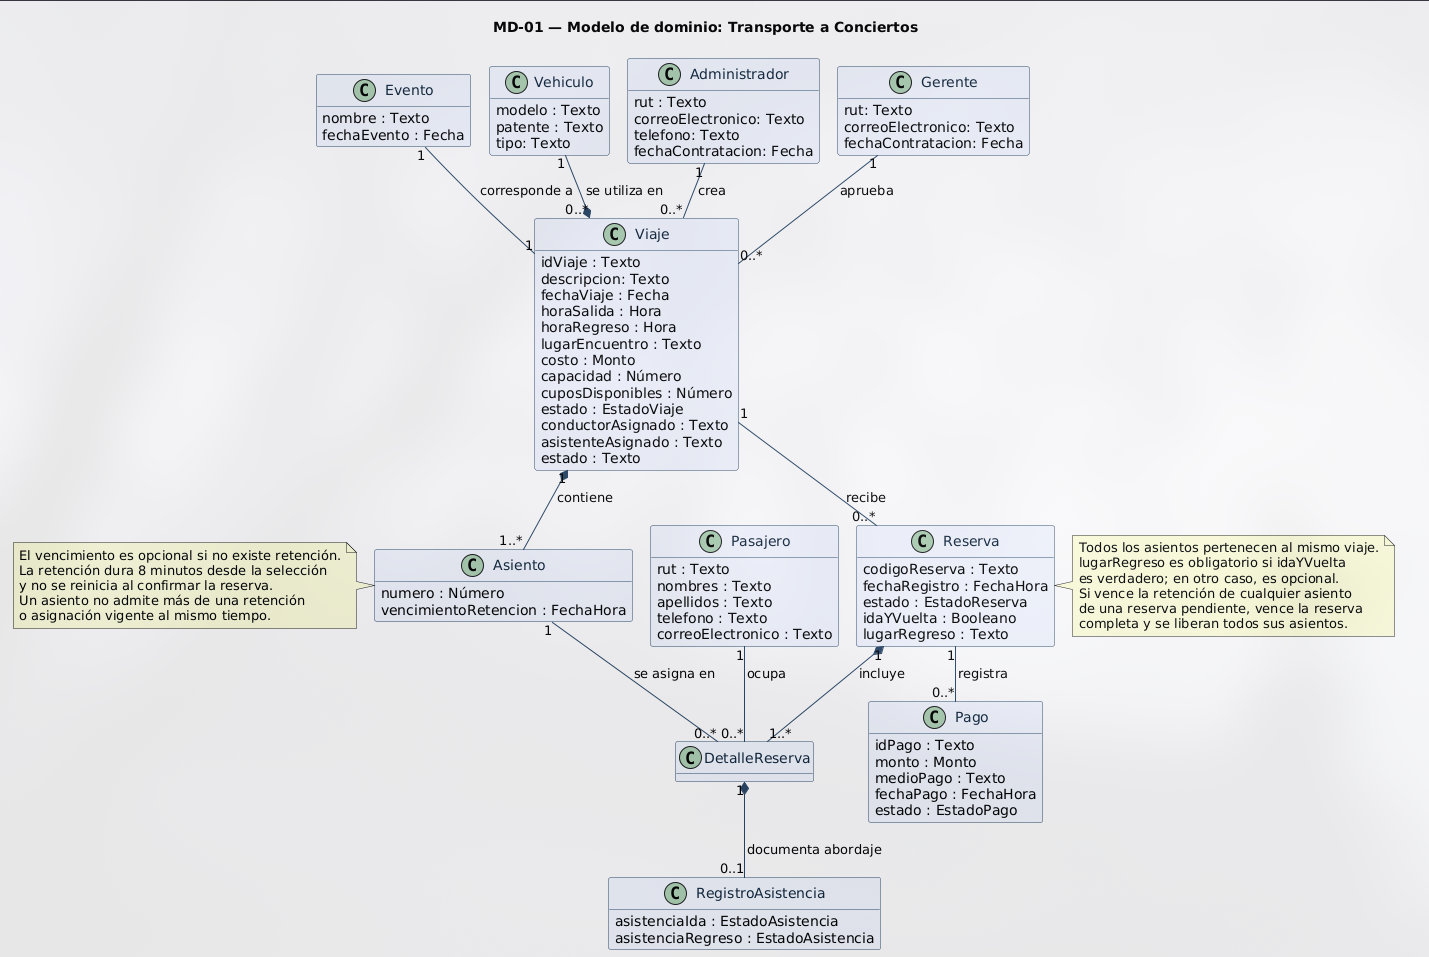 MD-01 — Modelo de dominio: Transporte a Conciertos
C Evento
nombre : Texto
fechaEvento : Fecha
C Vehiculo
modelo : Texto
patente : Texto
tipo: Texto
C Administrador
rut : Texto
correoElectronico: Texto
telefono: Texto
fechaContratacion: Fecha
C Gerente
rut: Texto
correoElectronico: Texto
fechaContratacion: Fecha
1
1
1
1
corresponde a
se utiliza en
crea
aprueba
0..*
0..*
1
0..*
C Viaje
idViaje : Texto
descripcion: Texto
fechaViaje : Fecha
horaSalida : Hora
horaRegreso : Hora
lugarEncuentro : Texto
costo : Monto
capacidad : Número
cuposDisponibles : Número
estado : EstadoViaje
conductorAsignado : Texto
asistenteAsignado : Texto
estado : Texto
1
1
contiene
recibe
1..*
0..*
El vencimiento es opcional si no existe retención.
La retención dura 8 minutos desde la selección
y no se reinicia al confirmar la reserva.
Un asiento no admite más de una retención
o asignación vigente al mismo tiempo.
C Asiento
numero : Número
vencimientoRetencion : FechaHora
C Pasajero
rut : Texto
nombres : Texto
apellidos : Texto
telefono : Texto
correoElectronico : Texto
C Reserva
codigoReserva : Texto
fechaRegistro : FechaHora
estado : EstadoReserva
idaYVuelta : Booleano
lugarRegreso : Texto
Todos los asientos pertenecen al mismo viaje.
lugarRegreso es obligatorio si idaYVuelta
es verdadero; en otro caso, es opcional.
Si vence la retención de cualquier asiento
de una reserva pendiente, vence la reserva
completa y se liberan todos sus asientos.
1
1
1
1
se asigna en
ocupa
incluye
registra
0..*
0..*
1..*
0..*
C DetalleReserva
C Pago
idPago : Texto
monto : Monto
medioPago : Texto
fechaPago : FechaHora
estado : EstadoPago
1
documenta abordaje
0..1
C RegistroAsistencia
asistenciaIda : EstadoAsistencia
asistenciaRegreso : EstadoAsistencia